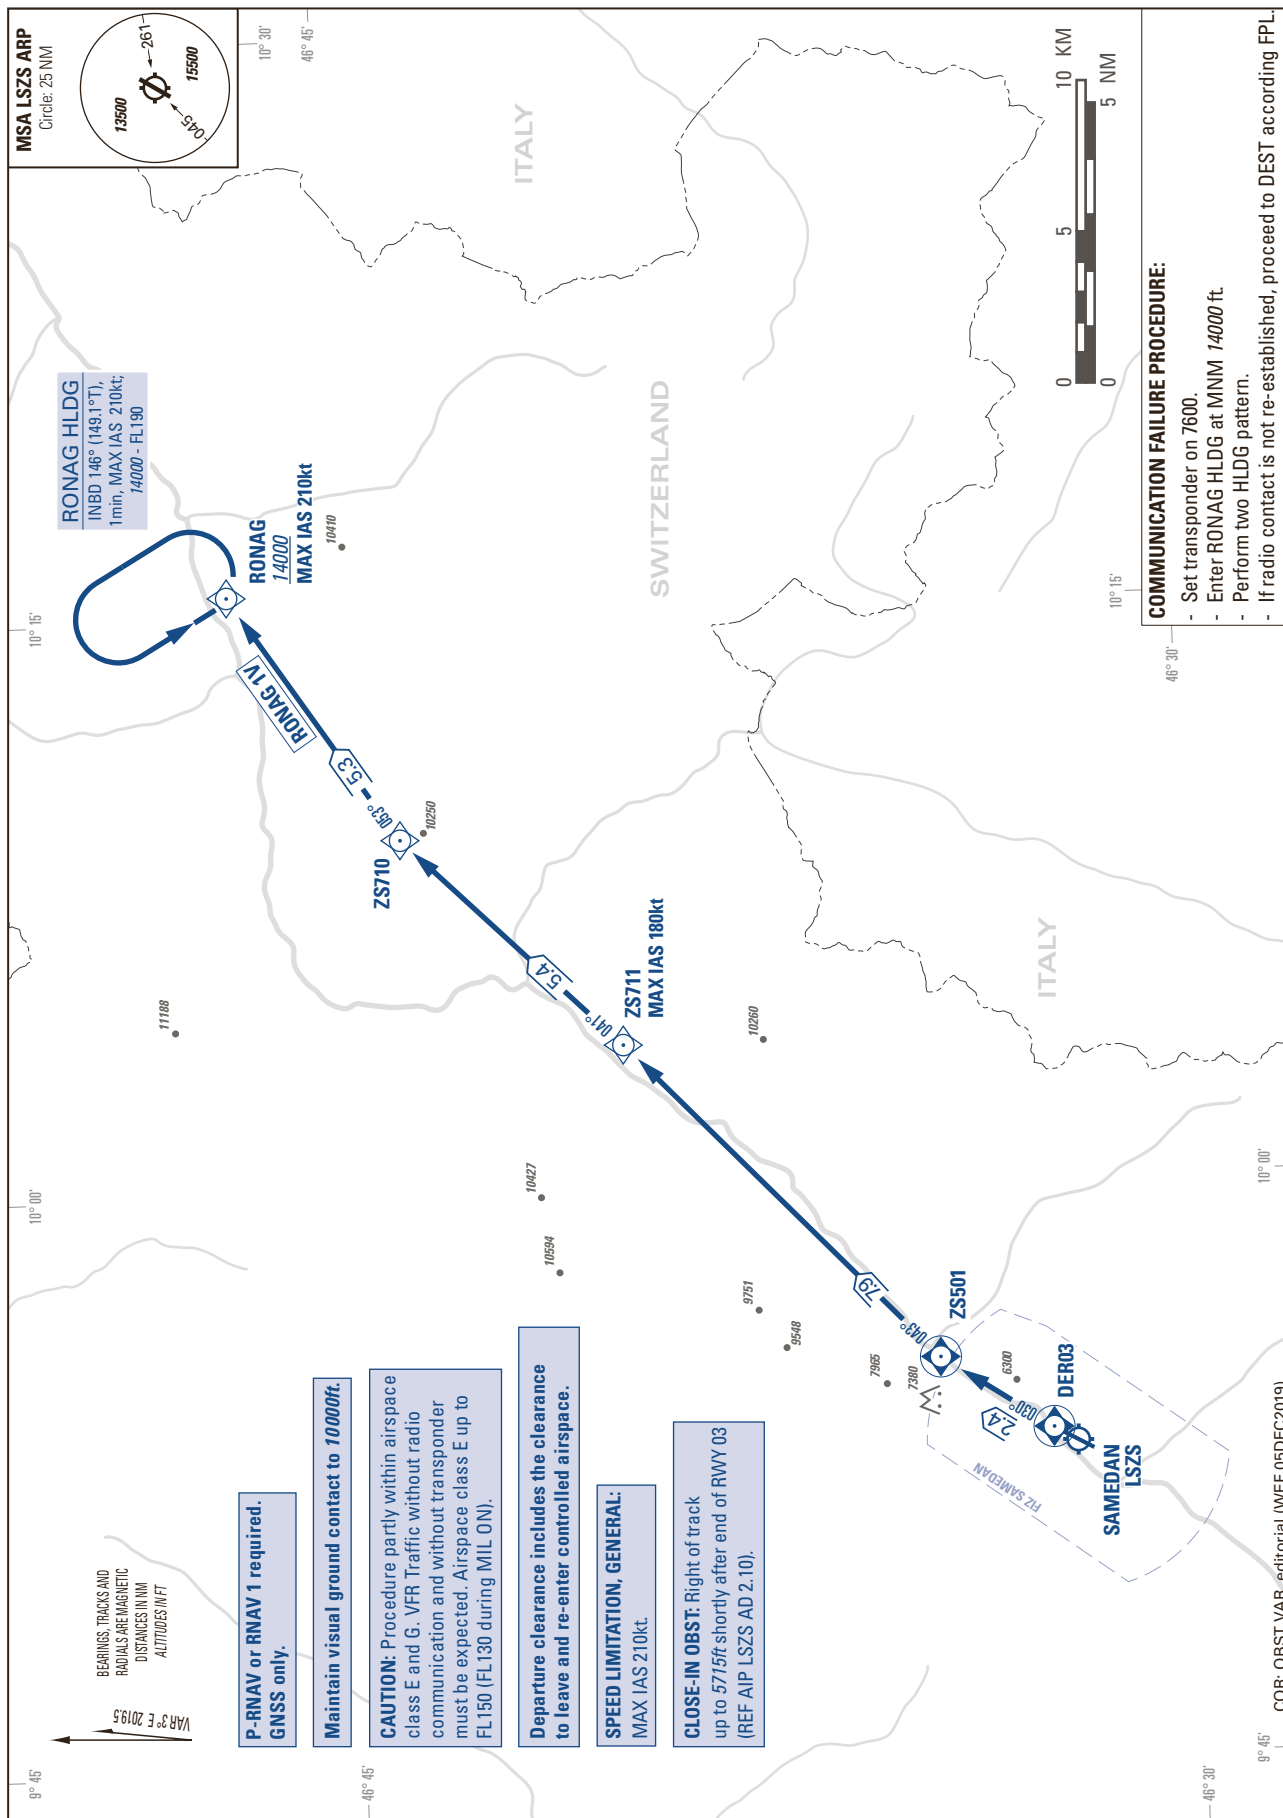 BEARINGS, TRACKS AND
RADIALS ARE MAGNETIC
DISTANCES IN NM
ALTITUDES IN FT
VAR 3° E 2019.5
9° 45'
10° 00'
10° 15'
10° 30'
46° 45'
46° 45'
MSA LSZS ARP
Circle: 25 NM
13500
15500
261
045
P-RNAV or RNAV 1 required.
GNSS only.
Maintain visual ground contact to 10000ft.
CAUTION: Procedure partly within airspace
class E and G. VFR Traffic without radio
communication and without transponder
must be expected. Airspace class E up to
FL150 (FL130 during MIL ON).
Departure clearance includes the clearance
to leave and re-enter controlled airspace.
SPEED LIMITATION, GENERAL:
MAX IAS 210kt.
CLOSE-IN OBST: Right of track
up to 5715ft shortly after end of RWY 03
(REF AIP LSZS AD 2.10).
RONAG HLDG
INBD 146° (149.1°T),
1min, MAX IAS 210kt;
14000 - FL190
RONAG
14000
MAX IAS 210kt
10410
RONAG 1V
5.3
053°
ZS710
10250
11188
5.4
041°
ZS711
MAX IAS 180kt
10260
10427
10594
9751
9548
7965
7380
7.9
043°
ZS501
6300
2.4
030°
DER03
FIZ SAMEDAN
SAMEDAN
LSZS
ITALY
SWITZERLAND
ITALY
0
5
10 KM
0
5 NM
COMMUNICATION FAILURE PROCEDURE:
- Set transponder on 7600.
- Enter RONAG HLDG at MNM 14000 ft.
- Perform two HLDG pattern.
- If radio contact is not re-established, proceed to DEST according FPL.
46° 30'
10° 15'
46° 30'
10° 00'
9° 45'
COR: OBST, VAR, editorial (WEF 05DEC2019)